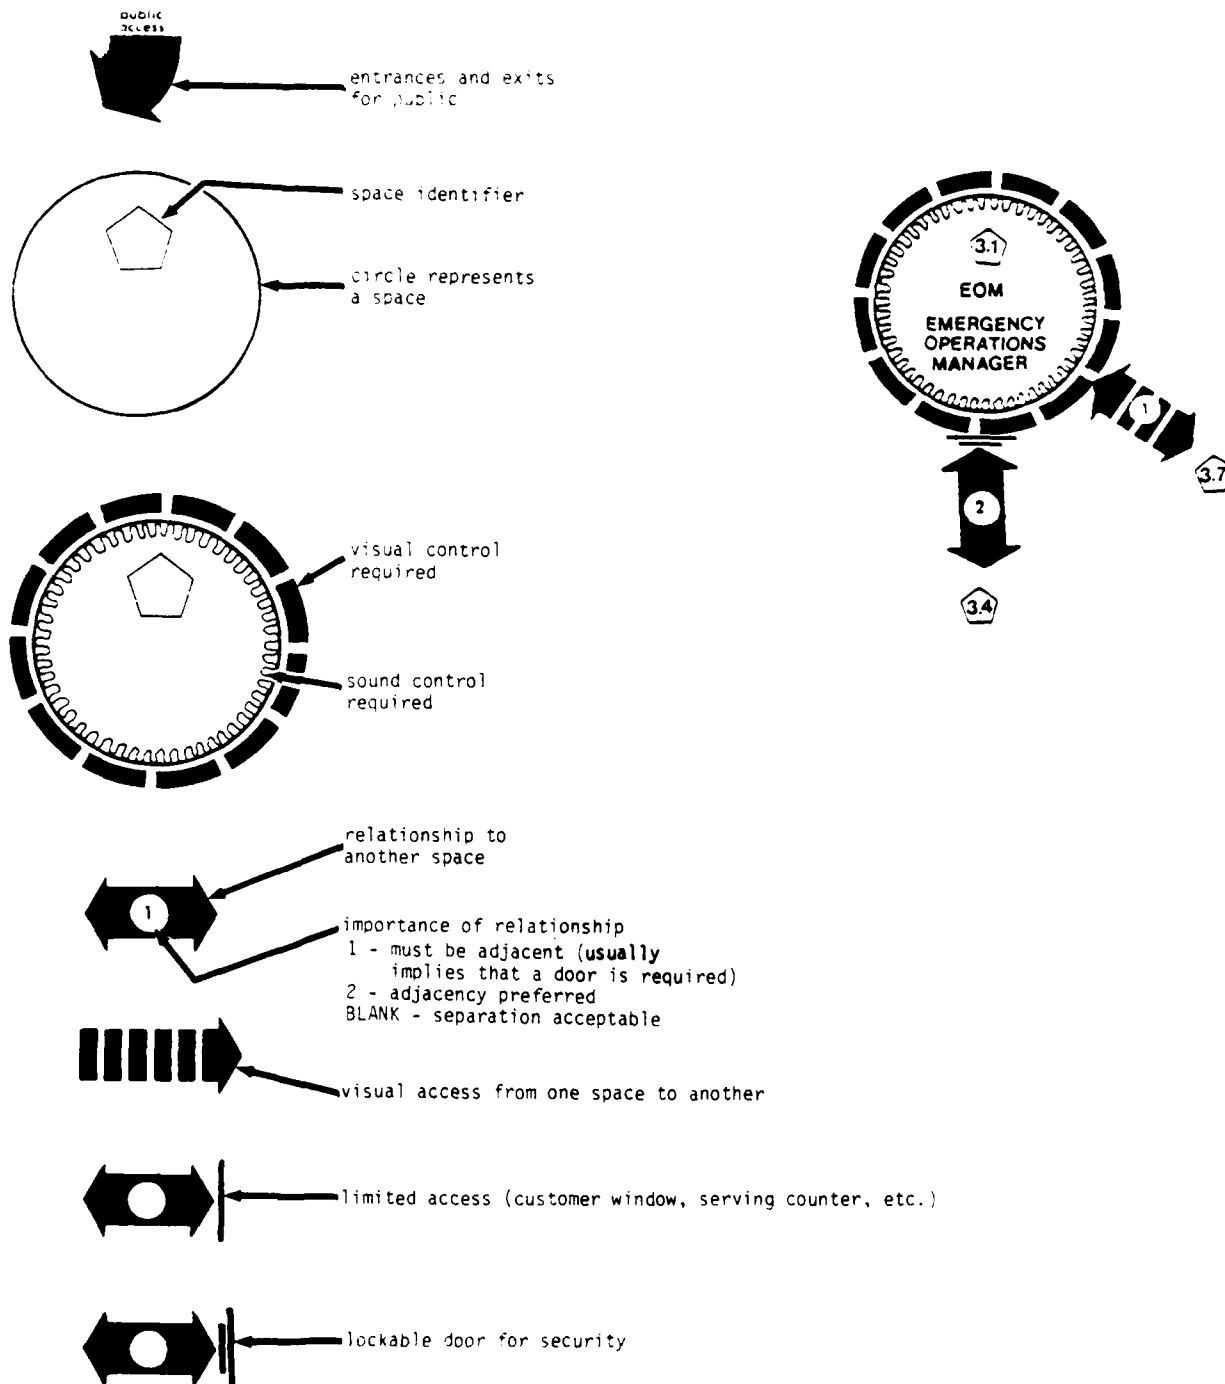 public
access
entrances and exits
for public
space identifier
circle represents
a space
3.1
EOM
EMERGENCY
OPERATIONS
MANAGER
1
3.7
2
3.4
visual control
required
sound control
required
relationship to
another space
1
importance of relationship
1 - must be adjacent (usually
implies that a door is required)
2 - adjacency preferred
BLANK - separation acceptable
visual access from one space to another
limited access (customer window, serving counter, etc.)
lockable door for security